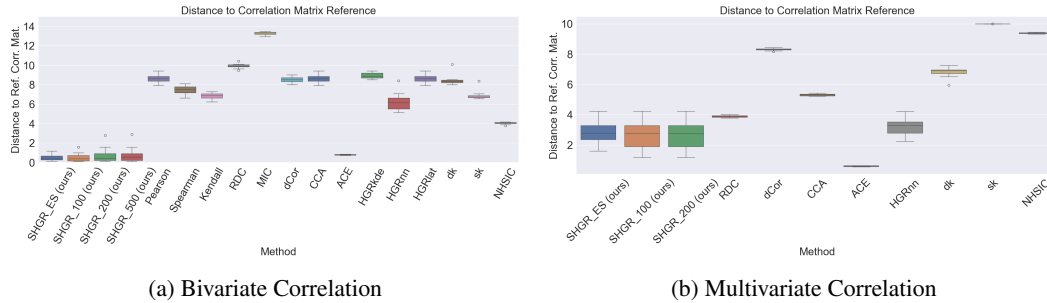 Distance to Correlation Matrix Reference
Distance to Ref. Corr. Mat.
14
12
10
8
6
4
2
0
SHGR_ES (ours)
SHGR_100 (ours)
SHGR_200 (ours)
SHGR_500 (ours)
Pearson
Spearman
Kendall
RDC
MIC
dCor
CCA
ACE
HGRkde
HGRnn
HGRlat
dk
sk
NHSIC
Method
(a) Bivariate Correlation
Distance to Correlation Matrix Reference
Distance to Ref. Corr. Mat.
10
8
6
4
2
SHGR_ES (ours)
SHGR_100 (ours)
SHGR_200 (ours)
RDC
dCor
CCA
ACE
HGRnn
dk
sk
NHSIC
Method
(b) Multivariate Correlation